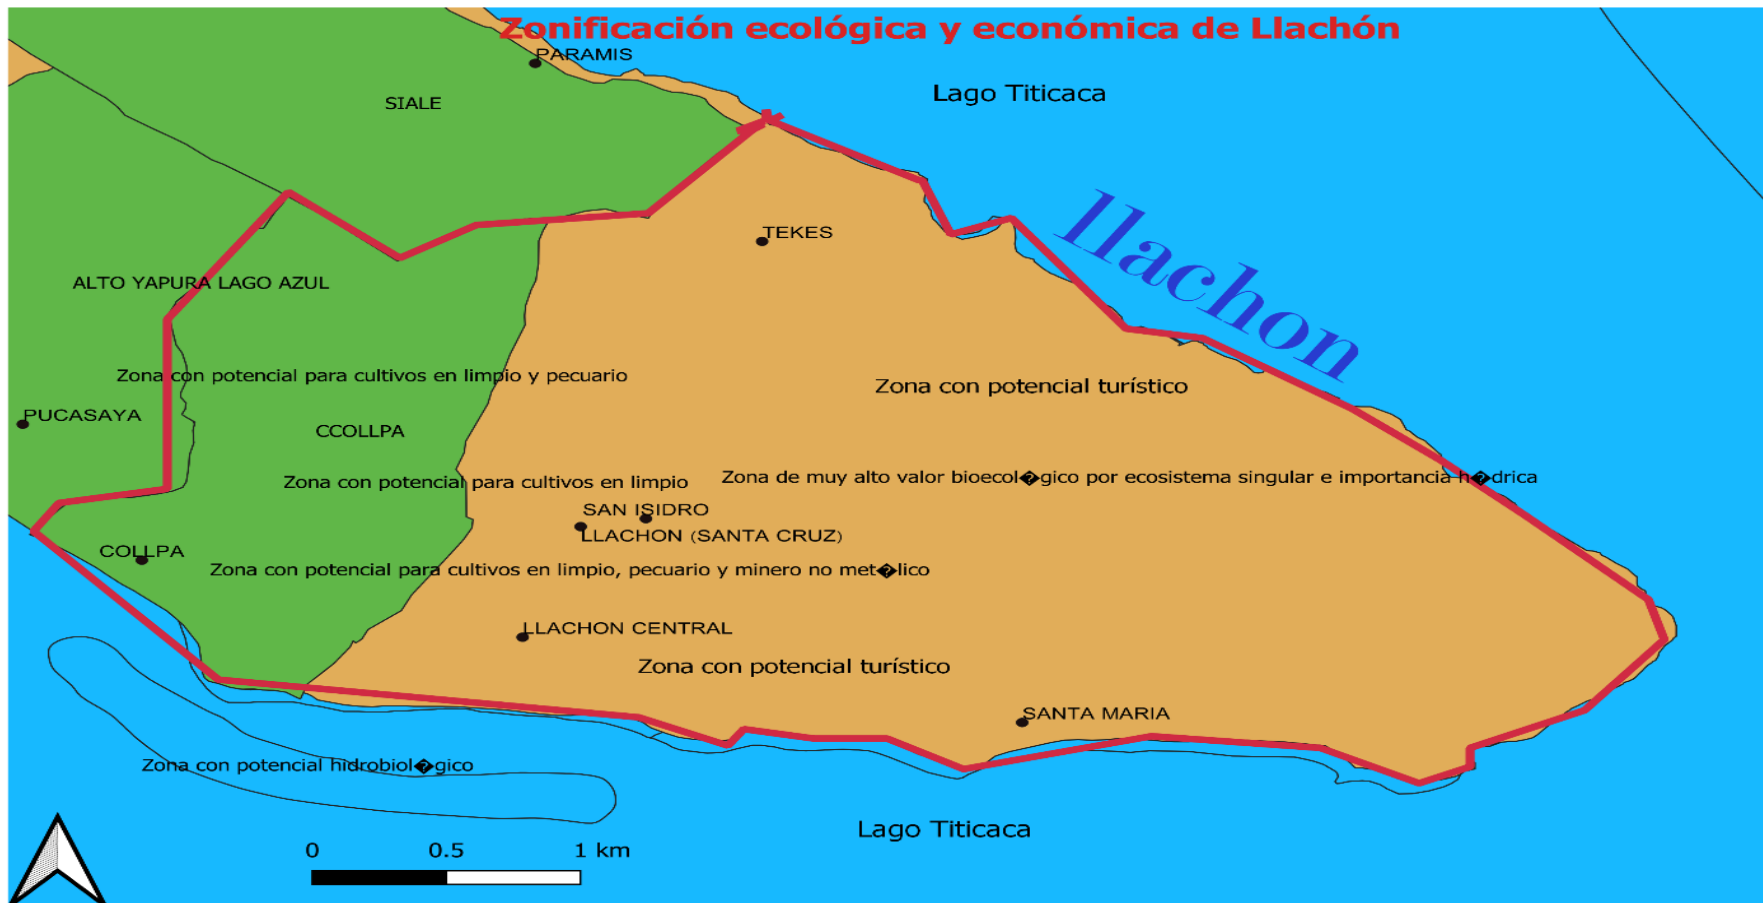 Zonificación ecológica y económica de Llachón
PARAMIS
Lago Titicaca
SIALE
TEKES
llachon
ALTO YAPURA LAGO AZUL
Zona con potencial para cultivos en limpio y pecuario
Zona con potencial turístico
PUCASAYA
CCOLLPA
Zona con potencial para cultivos en limpio
Zona de muy alto valor bioecol�gico por ecosistema singular e importancia h�drica
SAN ISIDRO
LLACHON (SANTA CRUZ)
COLLPA
Zona con potencial para cultivos en limpio, pecuario y minero no met�lico
LLACHON CENTRAL
Zona con potencial turístico
SANTA MARIA
Zona con potencial hidrobiol�gico
Lago Titicaca
0 0.5 1 km